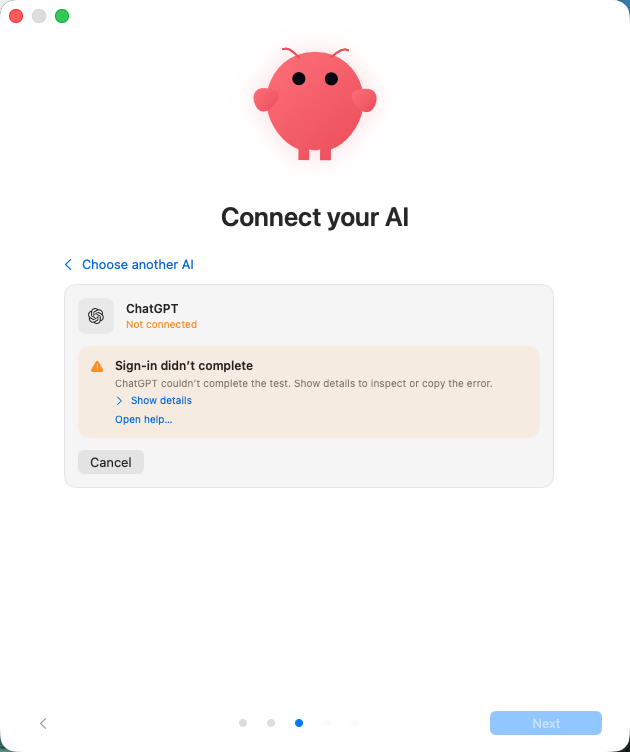 Connect your AI
Choose another AI
ChatGPT
Not connected
Sign-in didn’t complete
ChatGPT couldn’t complete the test. Show details to inspect or copy the error.
Show details
Open help...
Cancel
Next